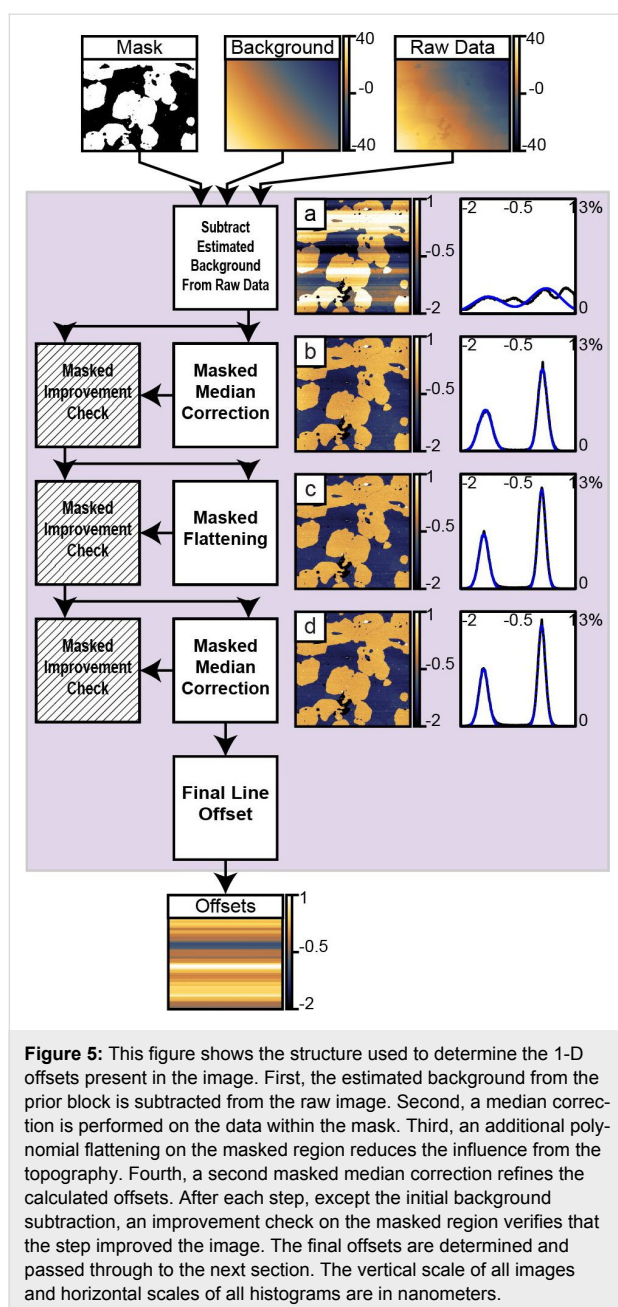 Mask
Background
Raw Data
40
-0
-40
40
-0
-40
Subtract
Estimated
Background
From Raw Data
a
1
-0.5
-2
-2 -0.5 13%
0
Masked
Improvement
Check
Masked
Median
Correction
b
1
-0.5
-2
-2 -0.5 13%
0
Masked
Improvement
Check
Masked
Flattening
c
1
-0.5
-2
-2 -0.5 13%
0
Masked
Improvement
Check
Masked
Median
Correction
d
1
-0.5
-2
-2 -0.5 13%
0
Final Line
Offset
Offsets
1
-0.5
-2
Figure 5: This figure shows the structure used to determine the 1-D
offsets present in the image. First, the estimated background from the
prior block is subtracted from the raw image. Second, a median correc-
tion is performed on the data within the mask. Third, an additional poly-
nomial flattening on the masked region reduces the influence from the
topography. Fourth, a second masked median correction refines the
calculated offsets. After each step, except the initial background
subtraction, an improvement check on the masked region verifies that
the step improved the image. The final offsets are determined and
passed through to the next section. The vertical scale of all images
and horizontal scales of all histograms are in nanometers.